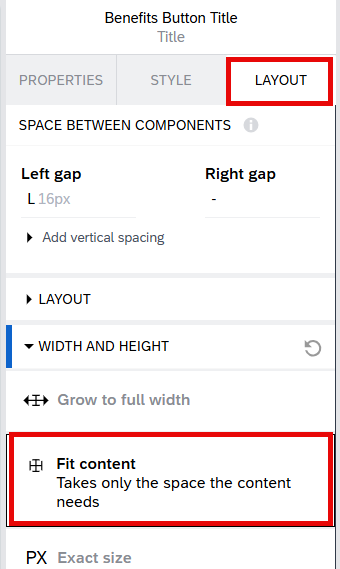 Benefits Button Title
Title
PROPERTIES STYLE LAYOUT
SPACE BETWEEN COMPONENTS
Left gap Right gap
L 16px -
Add vertical spacing
LAYOUT
WIDTH AND HEIGHT
Grow to full width
Fit content
Takes only the space the content
needs
PX Exact size